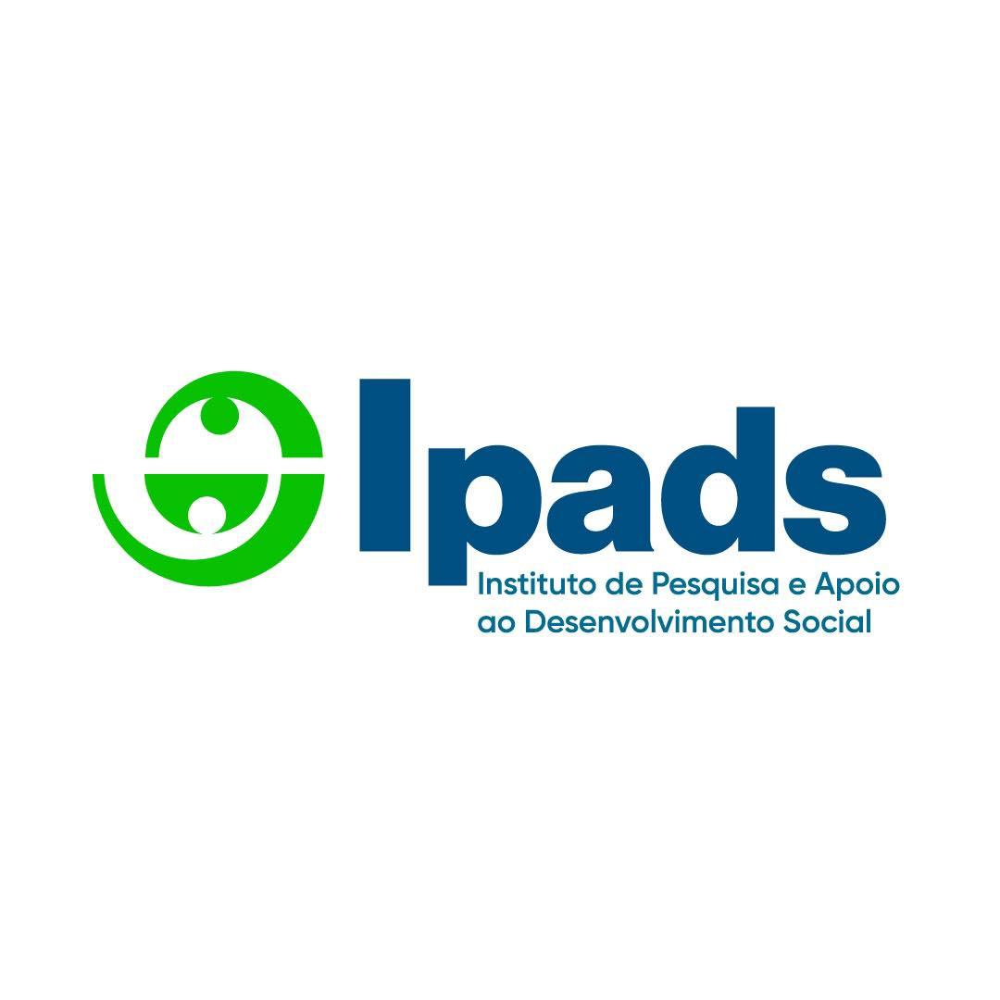 Ipads
Instituto de Pesquisa e Apoio
ao Desenvolvimento Social